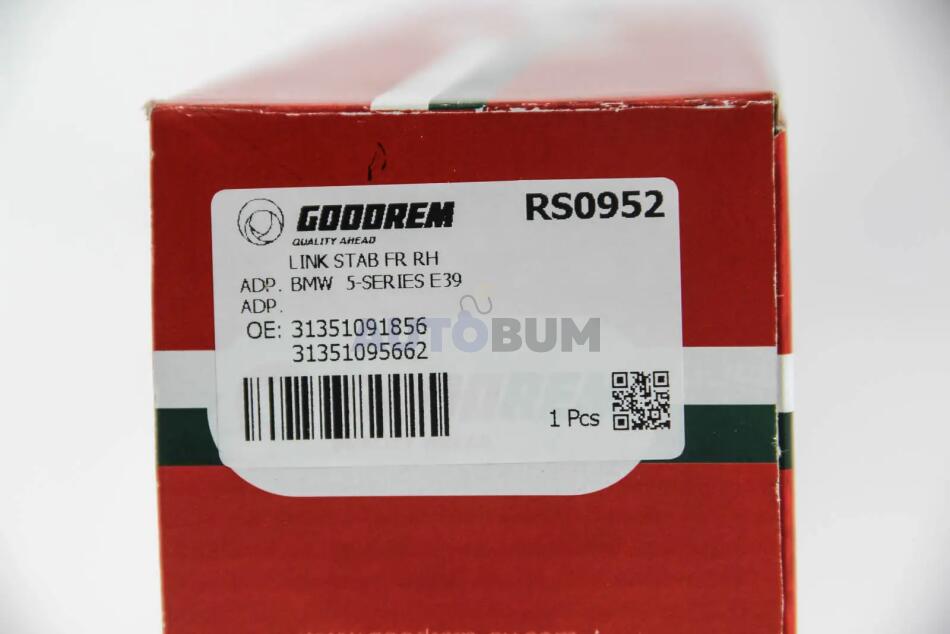 GOODREM
QUALITY AHEAD
RS0952
LINK STAB FR RH
ADP. BMW 5-SERIES E39
ADP.
OE: 31351091856
31351095662
AUTOBUM
1 Pcs